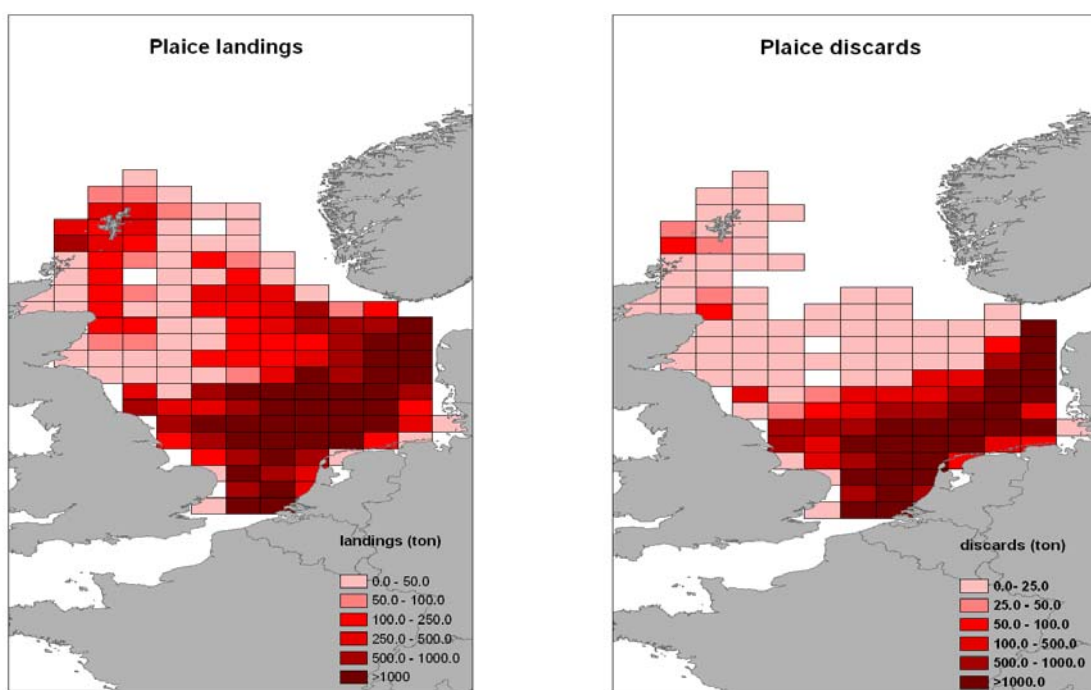 Plaice landings
landings (ton)
0.0 - 50.0
50.0 - 100.0
100.0 - 250.0
250.0 - 500.0
500.0 - 1000.0
>1000
Plaice discards
discards (ton)
0.0- 25.0
25.0 - 50.0
50.0 - 100.0
100.0 - 500.0
500.0 - 1000.0
>1000.0